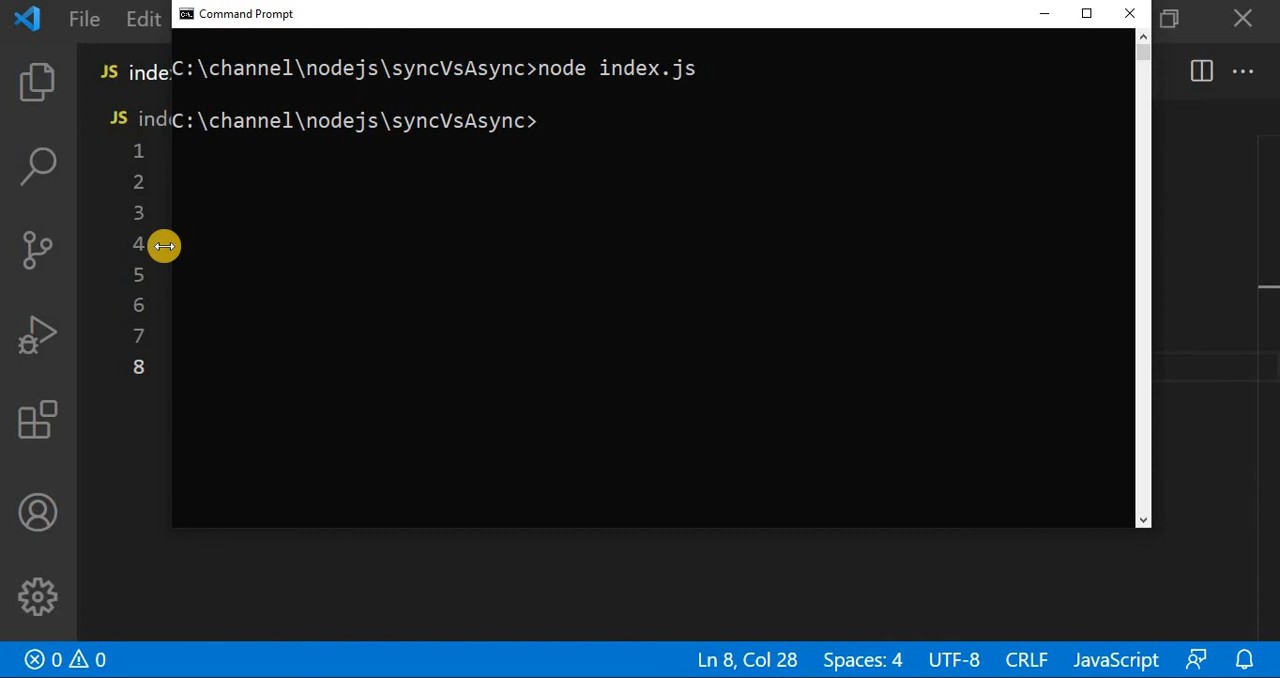 File Edit
Command Prompt
JS inde
JS ind
C:\channel\nodejs\syncVsAsync>node index.js
C:\channel\nodejs\syncVsAsync>
1
2
3
4
5
6
7
8
0 0
Ln 8, Col 28 Spaces: 4 UTF-8 CRLF JavaScript